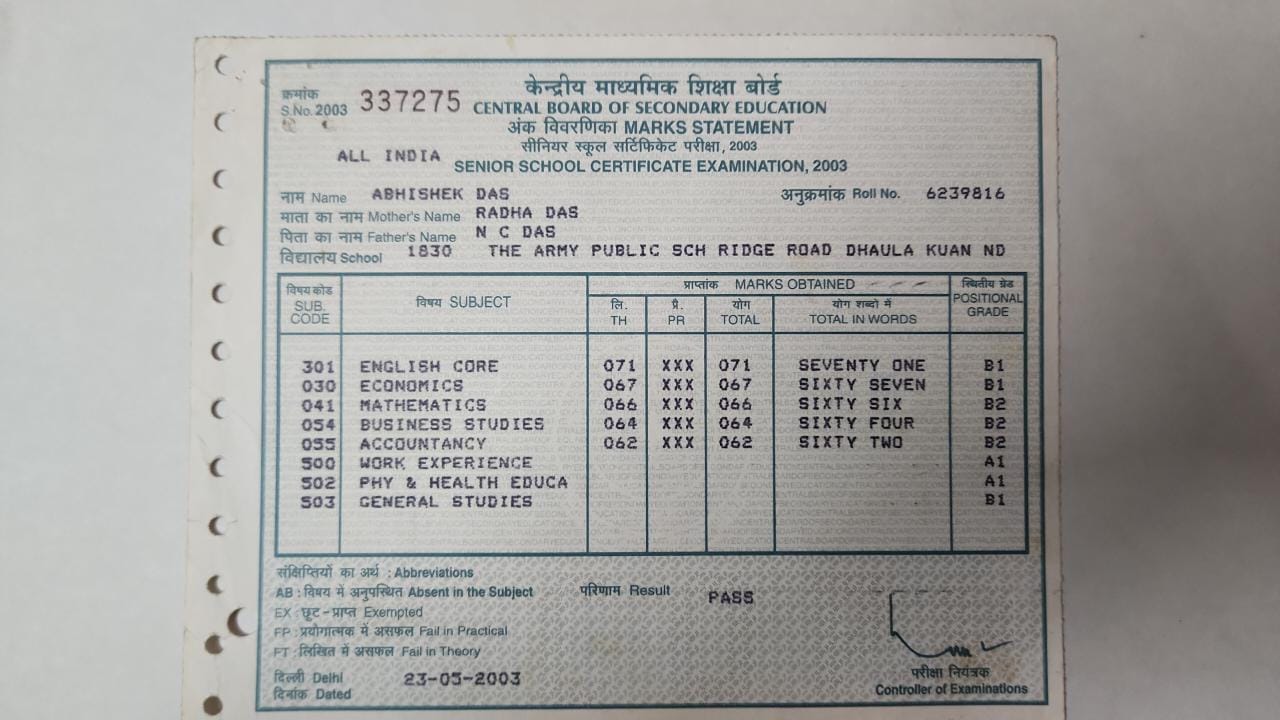 केन्द्रीय माध्यमिक शिक्षा बोर्ड
क्रमांक
S.No. 2003 337275 CENTRAL BOARD OF SECONDARY EDUCATION
अंक विवरणिका MARKS STATEMENT
सीनियर स्कूल सर्टिफिकेट परीक्षा, 2003
ALL INDIA
SENIOR SCHOOL CERTIFICATE EXAMINATION, 2003
नाम Name ABHISHEK DAS अनुक्रमांक Roll No. 6239816
माता का नाम Mother's Name RADHA DAS
पिता का नाम Father's Name N C DAS
विद्यालय School 1830 THE ARMY PUBLIC SCH RIDGE ROAD DHAULA KUAN ND
विषय कोड SUB. CODE विषय SUBJECT प्राप्तांक MARKS OBTAINED स्थितीय ग्रेड POSITIONAL GRADE
लि. TH प्रै. PR योग TOTAL योग शब्दो में TOTAL IN WORDS
301 ENGLISH CORE 071 XXX 071 SEVENTY ONE B1
030 ECONOMICS 067 XXX 067 SIXTY SEVEN B1
041 MATHEMATICS 066 XXX 066 SIXTY SIX B2
054 BUSINESS STUDIES 064 XXX 064 SIXTY FOUR B2
055 ACCOUNTANCY 062 XXX 062 SIXTY TWO B2
500 WORK EXPERIENCE A1
502 PHY & HEALTH EDUCA A1
503 GENERAL STUDIES B1
संक्षिप्तियों का अर्थ : Abbreviations
AB : विषय में अनुपस्थित Absent in the Subject परिणाम Result PASS
EX : छूट-प्राप्त Exempted
FP : प्रयोगात्मक में असफल Fail in Practical
FT : लिखित में असफल Fail in Theory
दिल्ली Delhi
दिनांक Dated 23-05-2003
परीक्षा नियंत्रक
Controller of Examinations